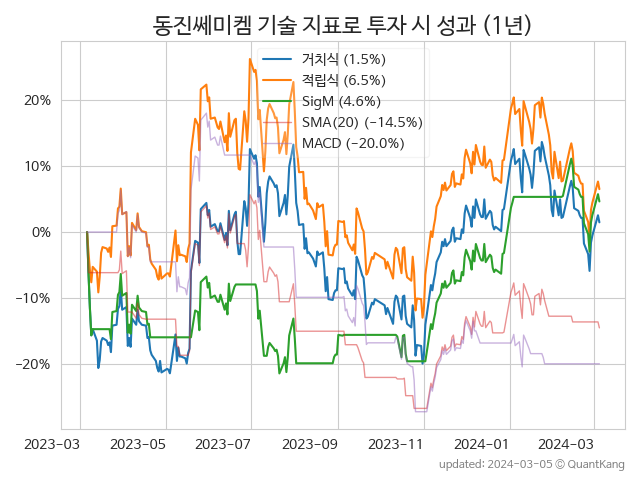 동진쎄미켐 기술 지표로 투자 시 성과 (1년)
거치식 (1.5%)
적립식 (6.5%)
SigM (4.6%)
SMA(20) (−14.5%)
MACD (−20.0%)
20%
10%
0%
−10%
−20%
2023-03 2023-05 2023-07 2023-09 2023-11 2024-01 2024-03
updated: 2024-03-05 © QuantKang